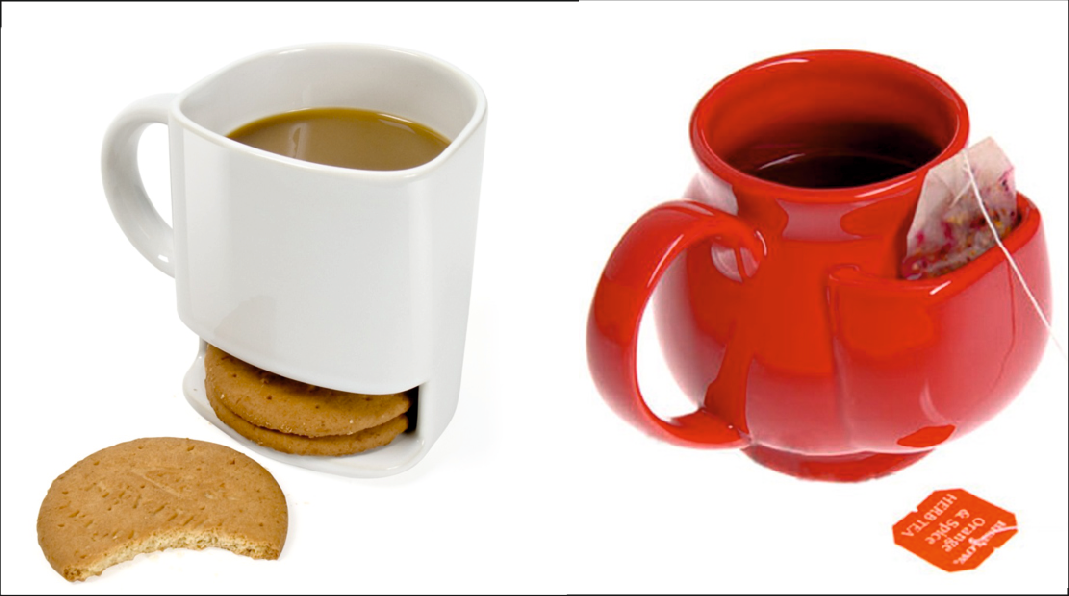 Orange
& Spice
HERB TEA